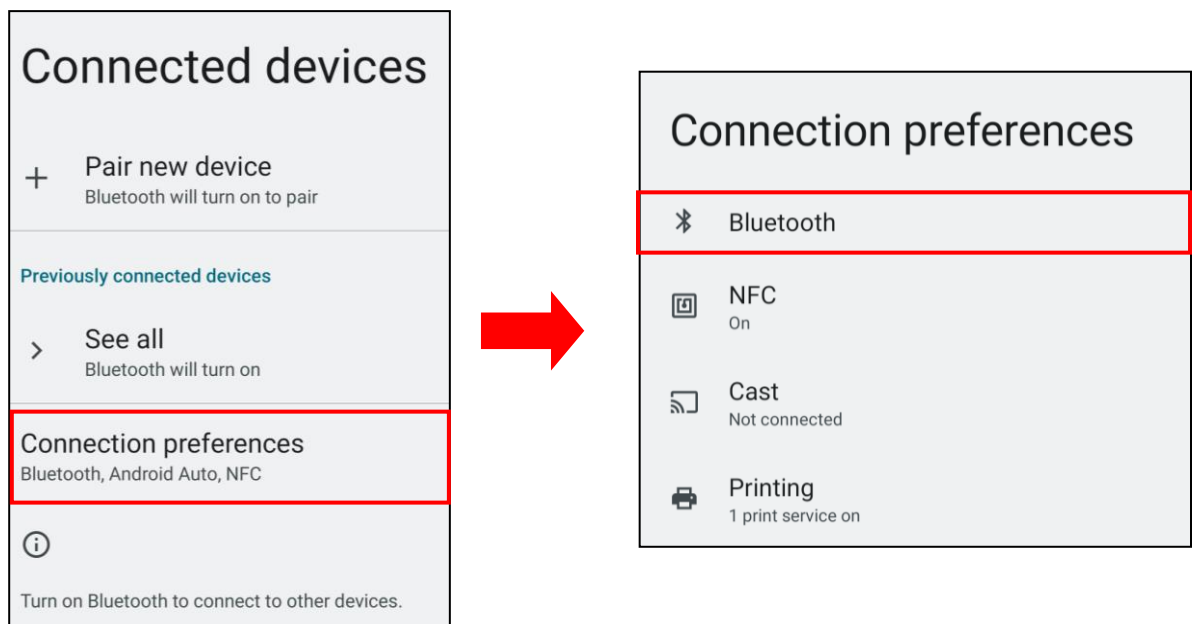 Connected devices
Pair new device
Bluetooth will turn on to pair
Previously connected devices
See all
Bluetooth will turn on
Connection preferences
Bluetooth, Android Auto, NFC
Turn on Bluetooth to connect to other devices.
Connection preferences
Bluetooth
NFC
On
Cast
Not connected
Printing
1 print service on